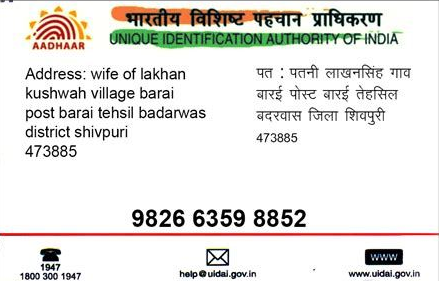 भारतीय विशिष्ट पहचान प्राधिकरण
AADHAAR
UNIQUE IDENTIFICATION AUTHORITY OF INDIA
Address: wife of lakhan
kushwah village barai
post barai tehsil badarwas
district shivpuri
473885
पत : पतनी लाखनसिंह गाव
बारई पोस्ट बारई तेहसिल
बदरवास जिला शिवपुरी
473885
9826 6359 8852
1947
1800 300 1947
help@uidai.gov.in
www
www.uidai.gov.in